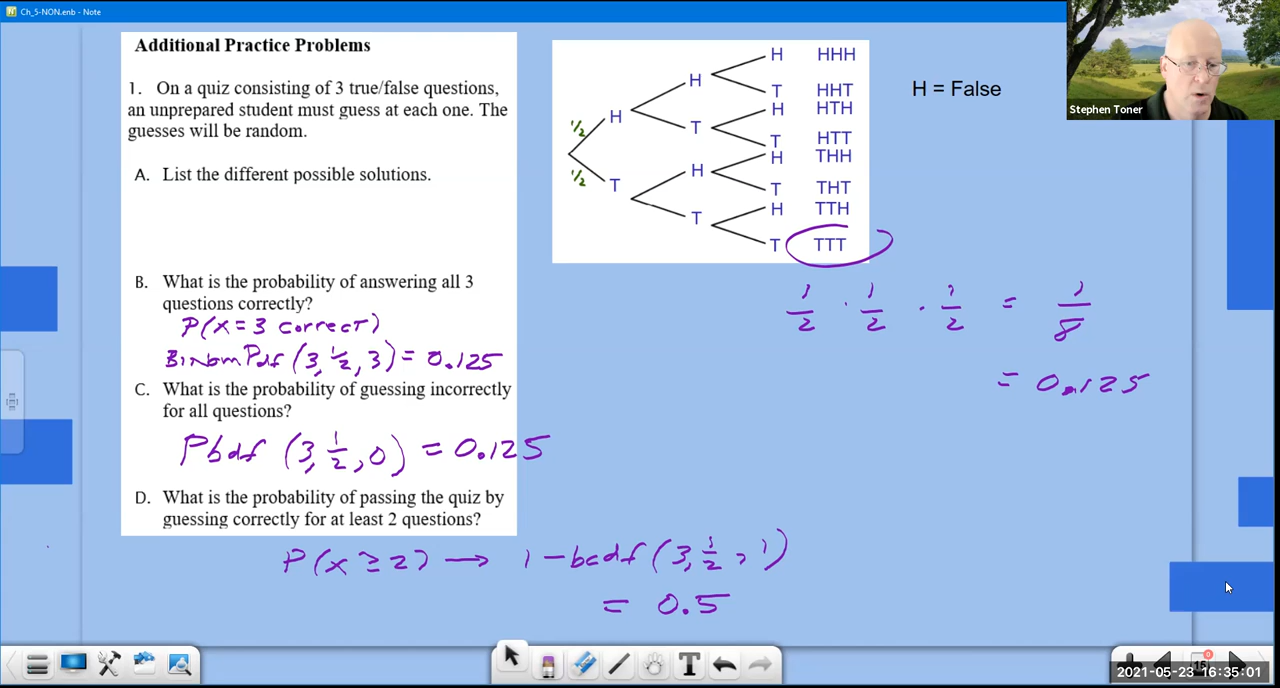 Ch_5-NON.enb - Note
Additional Practice Problems
1. On a quiz consisting of 3 true/false questions,
an unprepared student must guess at each one. The
guesses will be random.
A. List the different possible solutions.
B. What is the probability of answering all 3
questions correctly?
P(x=3 correct)
BiNom Pdf (3, 1/2, 3) = 0.125
C. What is the probability of guessing incorrectly
for all questions?
Pbdf (3, 1/2, 0) = 0.125
D. What is the probability of passing the quiz by
guessing correctly for at least 2 questions?
P(x ≥ 2) → 1-bcdf (3, 1/2, 1)
= 0.5
1/2
1/2
H
T
H
T
H
T
H HHH
T HHT
H HTH
T HTT
H THH
T THT
H TTH
T TTT
H = False
1/2 · 1/2 · 1/2 = 1/8
= 0.125
Stephen Toner
T
15
0
2021-05-23 16:35:01